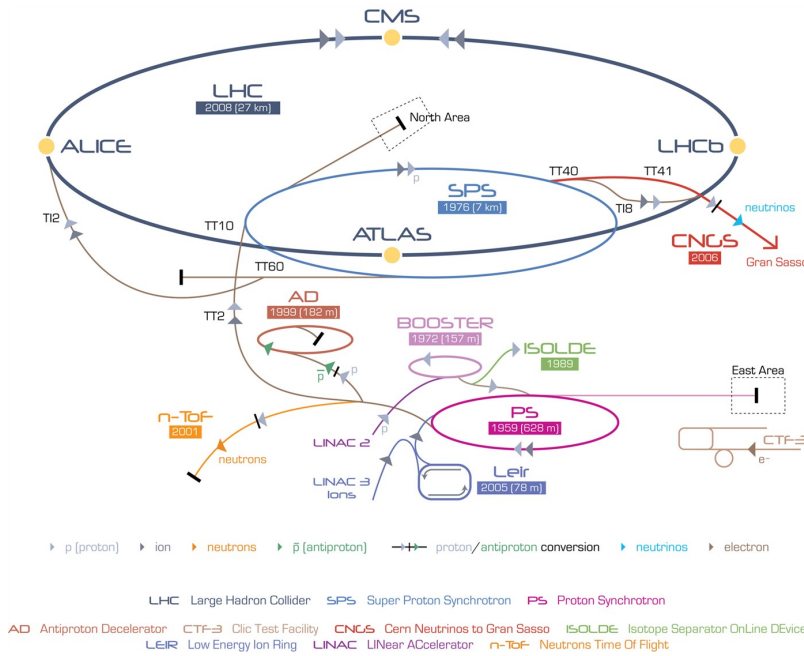 CMS
LHC
2008 (27 km)
North Area
ALICE
LHCb
TT40
TT41
SPS
1976 (7 km)
TI8
neutrinos
TI2
TT10
ATLAS
CNGS
2006
Gran Sasso
TT60
AD
1999 (182 m)
TT2
BOOSTER
1972 (157 m)
ISOLDE
1989
p
p̄
p
East Area
n-ToF
2001
PS
1959 (628 m)
LINAC 2
p
neutrons
CTF-3
e-
LINAC 3
Ions
Leir
2005 (78 m)
p (proton)
ion
neutrons
p̄ (antiproton)
proton/antiproton conversion
neutrinos
electron
LHC Large Hadron Collider
SPS Super Proton Synchrotron
PS Proton Synchrotron
AD Antiproton Decelerator
CTF-3 Clic Test Facility
CNGS Cern Neutrinos to Gran Sasso
ISOLDE Isotope Separator OnLine DEvice
LEIR Low Energy Ion Ring
LINAC LINear ACcelerator
n-ToF Neutrons Time Of Flight